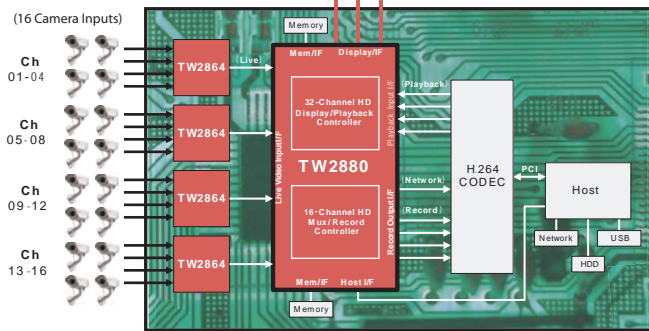 (16 Camera Inputs)
Memory
Mem/IF
Display/IF
Ch
01-04
TW2864
(Live)
(Playback)
Playback Input I/F
32-Channel HD
Display/Playback
Controller
Ch
05-08
TW2864
Live Video Input I/F
TW2880
H.264
CODEC
PCI
Host
Ch
09-12
TW2864
(Network)
16-Channel HD
Mux/Record
Controller
(Record)
Record Output I/F
Network
USB
HDD
Ch
13-16
TW2864
Mem/IF
Host I/F
Memory